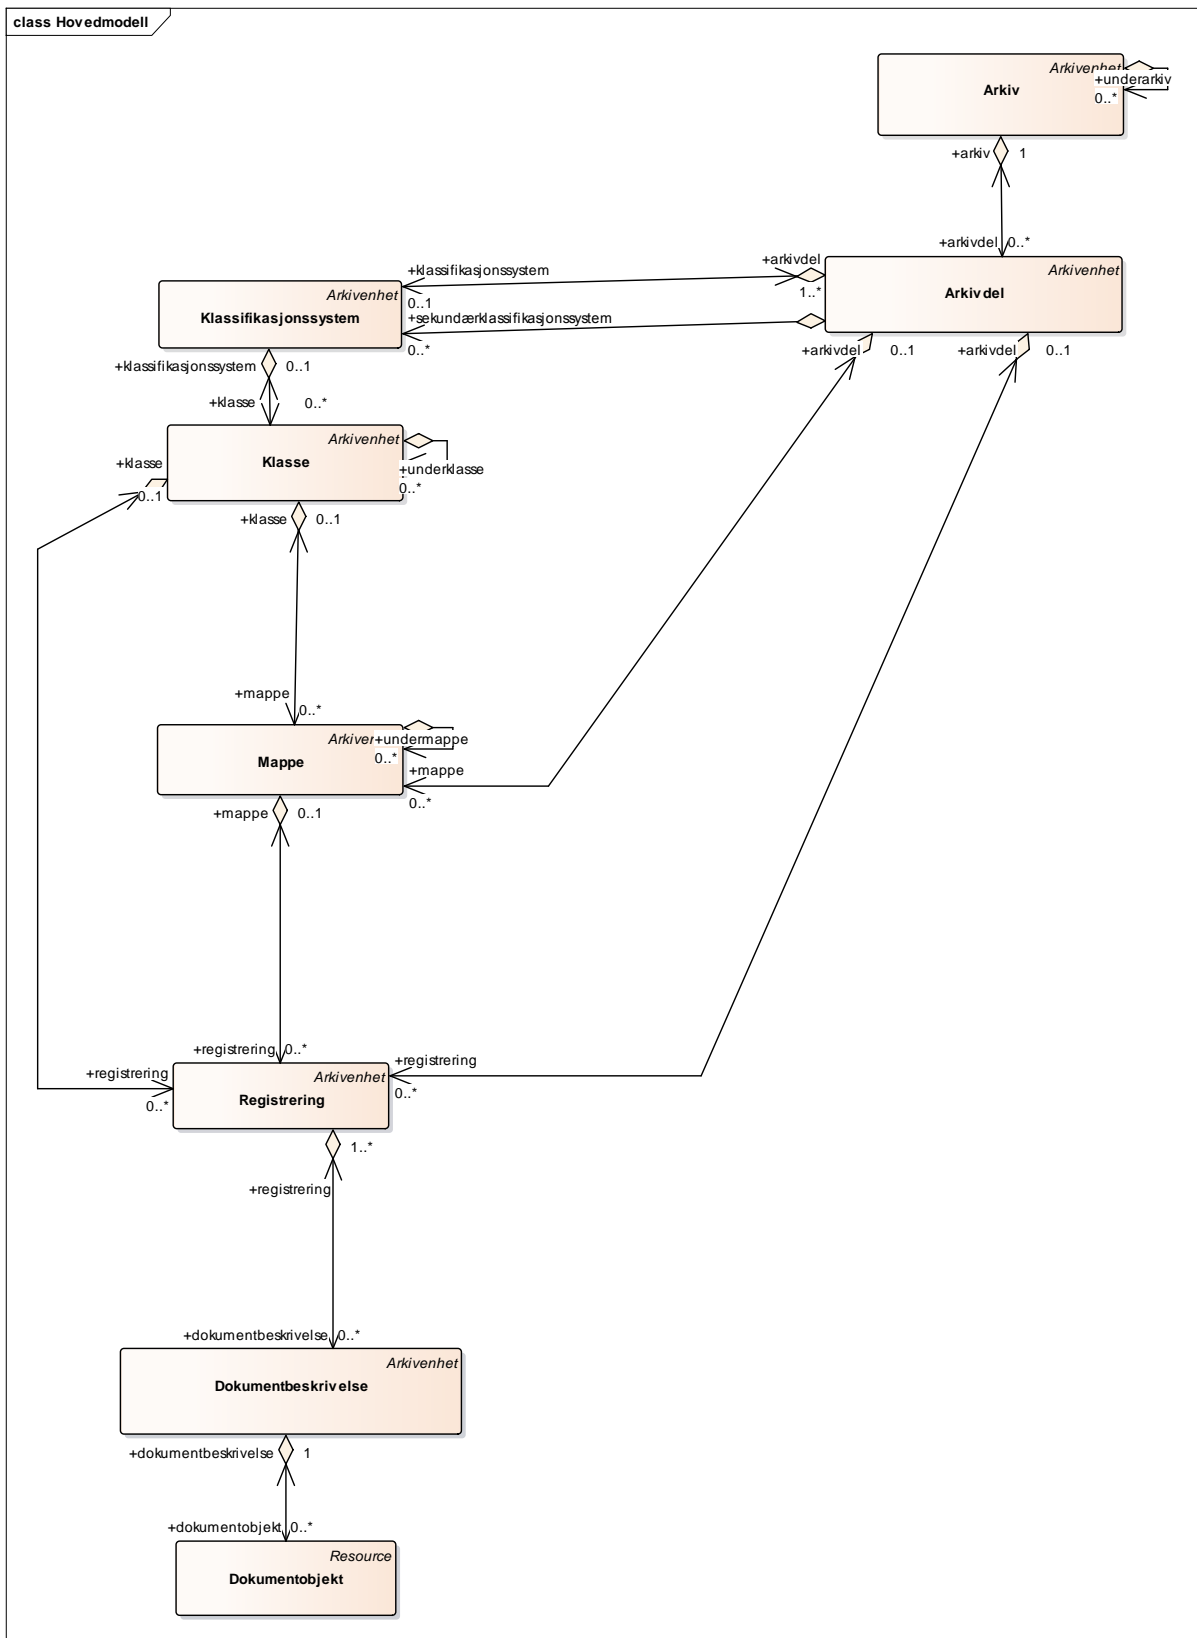 class Hovedmodell
Arkivenhet
+underarkiv
Arkiv
0..*
+arkiv 1
+arkivdel 0..*
+arkivdel
Arkivenhet
+klassifikasjonssystem
1..*
Arkivdel
Arkivenhet
0..1
Klassifikasjonssystem
+sekundærklassifikasjonssystem
0..*
+arkivdel 0..1
+arkivdel 0..1
+klassifikasjonssystem 0..1
+klasse 0..*
Arkivenhet
+klasse
Klasse
+underklasse
0..*
0..1
+klasse 0..1
+mappe
0..*
+undermappe
0..*
Mappe
+mappe
0..*
+mappe 0..1
+registrering 0..*
+registrering
+registrering
Arkivenhet
0..*
0..*
Registrering
1..*
+registrering
+dokumentbeskrivelse 0..*
Arkivenhet
Dokumentbeskrivelse
+dokumentbeskrivelse 1
+dokumentobjekt 0..*
Resource
Dokumentobjekt